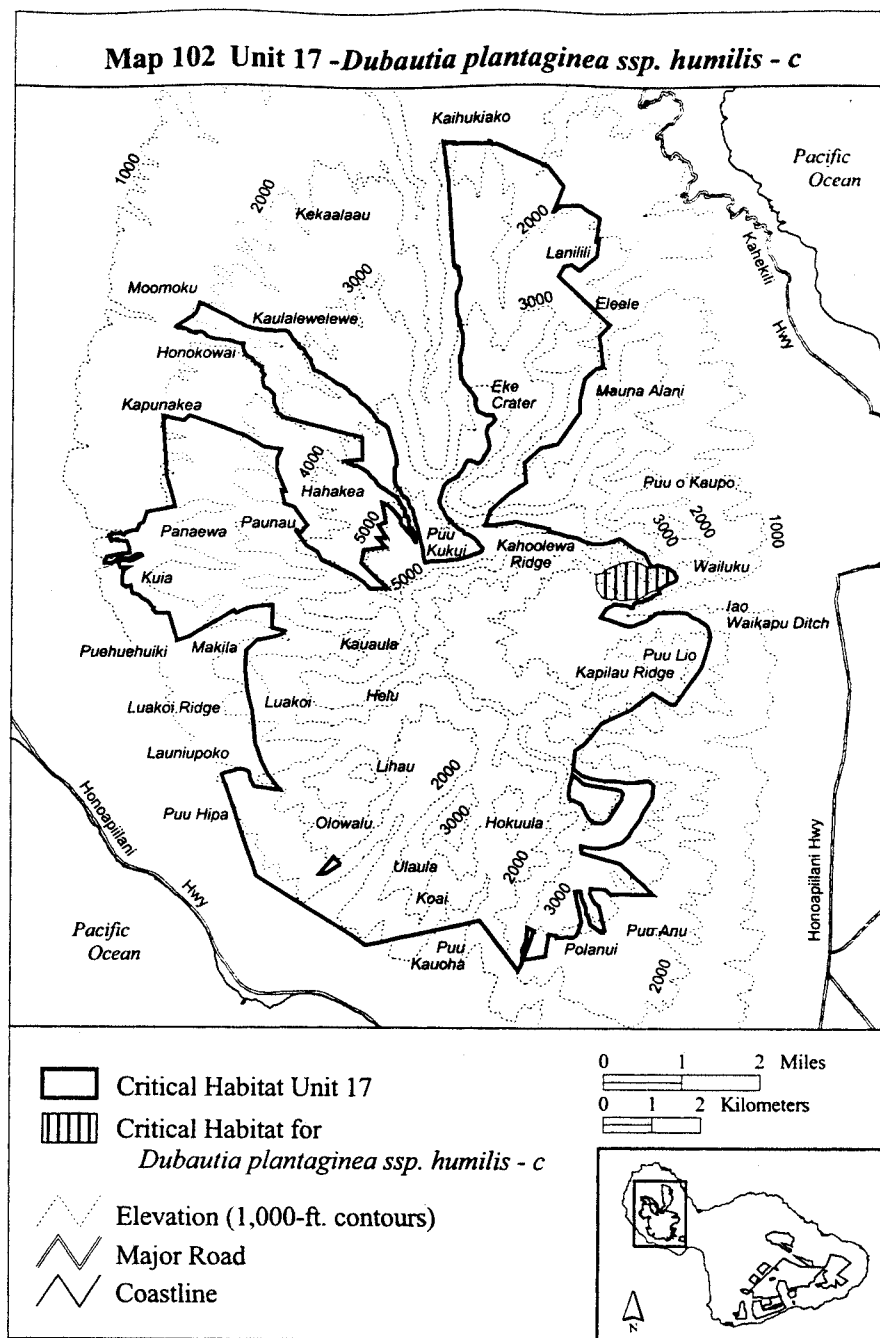 Map 102 Unit 17 -Dubautia plantaginea ssp. humilis - c
Kaihukiako
Pacific
Ocean
1000
2000
Kekaalaau
2000
Kahekili
Hwy
Lanilili
3000
Moomoku
3000
Eleele
Kaulalewelewe
Honokowai
Eke
Crater
Mauna Alani
Kapunakea
4000
Hahakea
Puu o Kaupo
Panaewa
Paunau
5000
Puu
Kukui
Kahoolewa
Ridge
3000
2000
1000
Wailuku
Kuia
5000
Iao
Waikapu Ditch
Puehuehuiki
Makila
Kauaula
Puu Lio
Kapilau Ridge
Luakoi Ridge
Luakoi
Helu
Launiupoko
Lihau
2000
Honoapiilani
Hwy
Puu Hipa
Olowalu
3000
Hokuula
Honoapiilani Hwy
Ulaula
2000
Koai
3000
Pacific
Ocean
Puu
Kauoha
Polanui
Puu Anu
2000
Critical Habitat Unit 17
Critical Habitat for
Dubautia plantaginea ssp. humilis - c
Elevation (1,000-ft. contours)
Major Road
Coastline
0 1 2 Miles
0 1 2 Kilometers
N